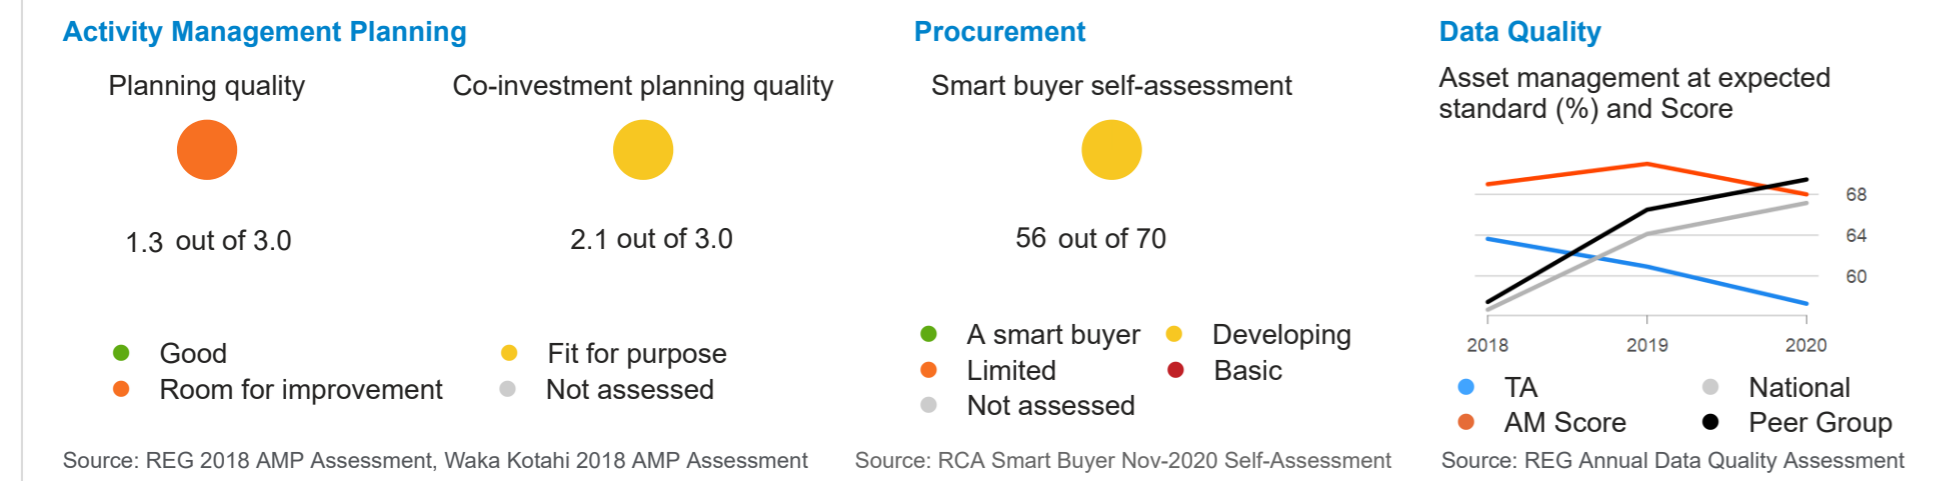 Activity Management Planning
Planning quality
1.3 out of 3.0
Co-investment planning quality
2.1 out of 3.0
Good
Room for improvement
Fit for purpose
Not assessed
Source: REG 2018 AMP Assessment, Waka Kotahi 2018 AMP Assessment
Procurement
Smart buyer self-assessment
56 out of 70
A smart buyer
Developing
Limited
Basic
Not assessed
Source: RCA Smart Buyer Nov-2020 Self-Assessment
Data Quality
Asset management at expected
standard (%) and Score
68
64
60
2018
2019
2020
TA
National
AM Score
Peer Group
Source: REG Annual Data Quality Assessment